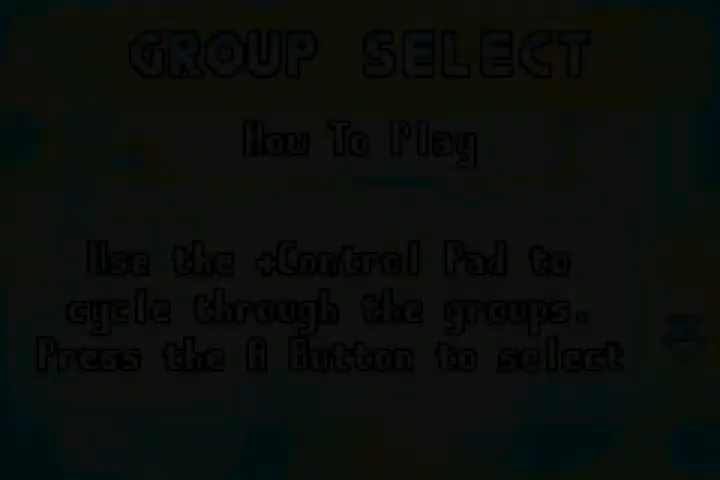 GROUP SELECT
How To Play
Use the +Control Pad to
cycle through the groups.
Press the A Button to select